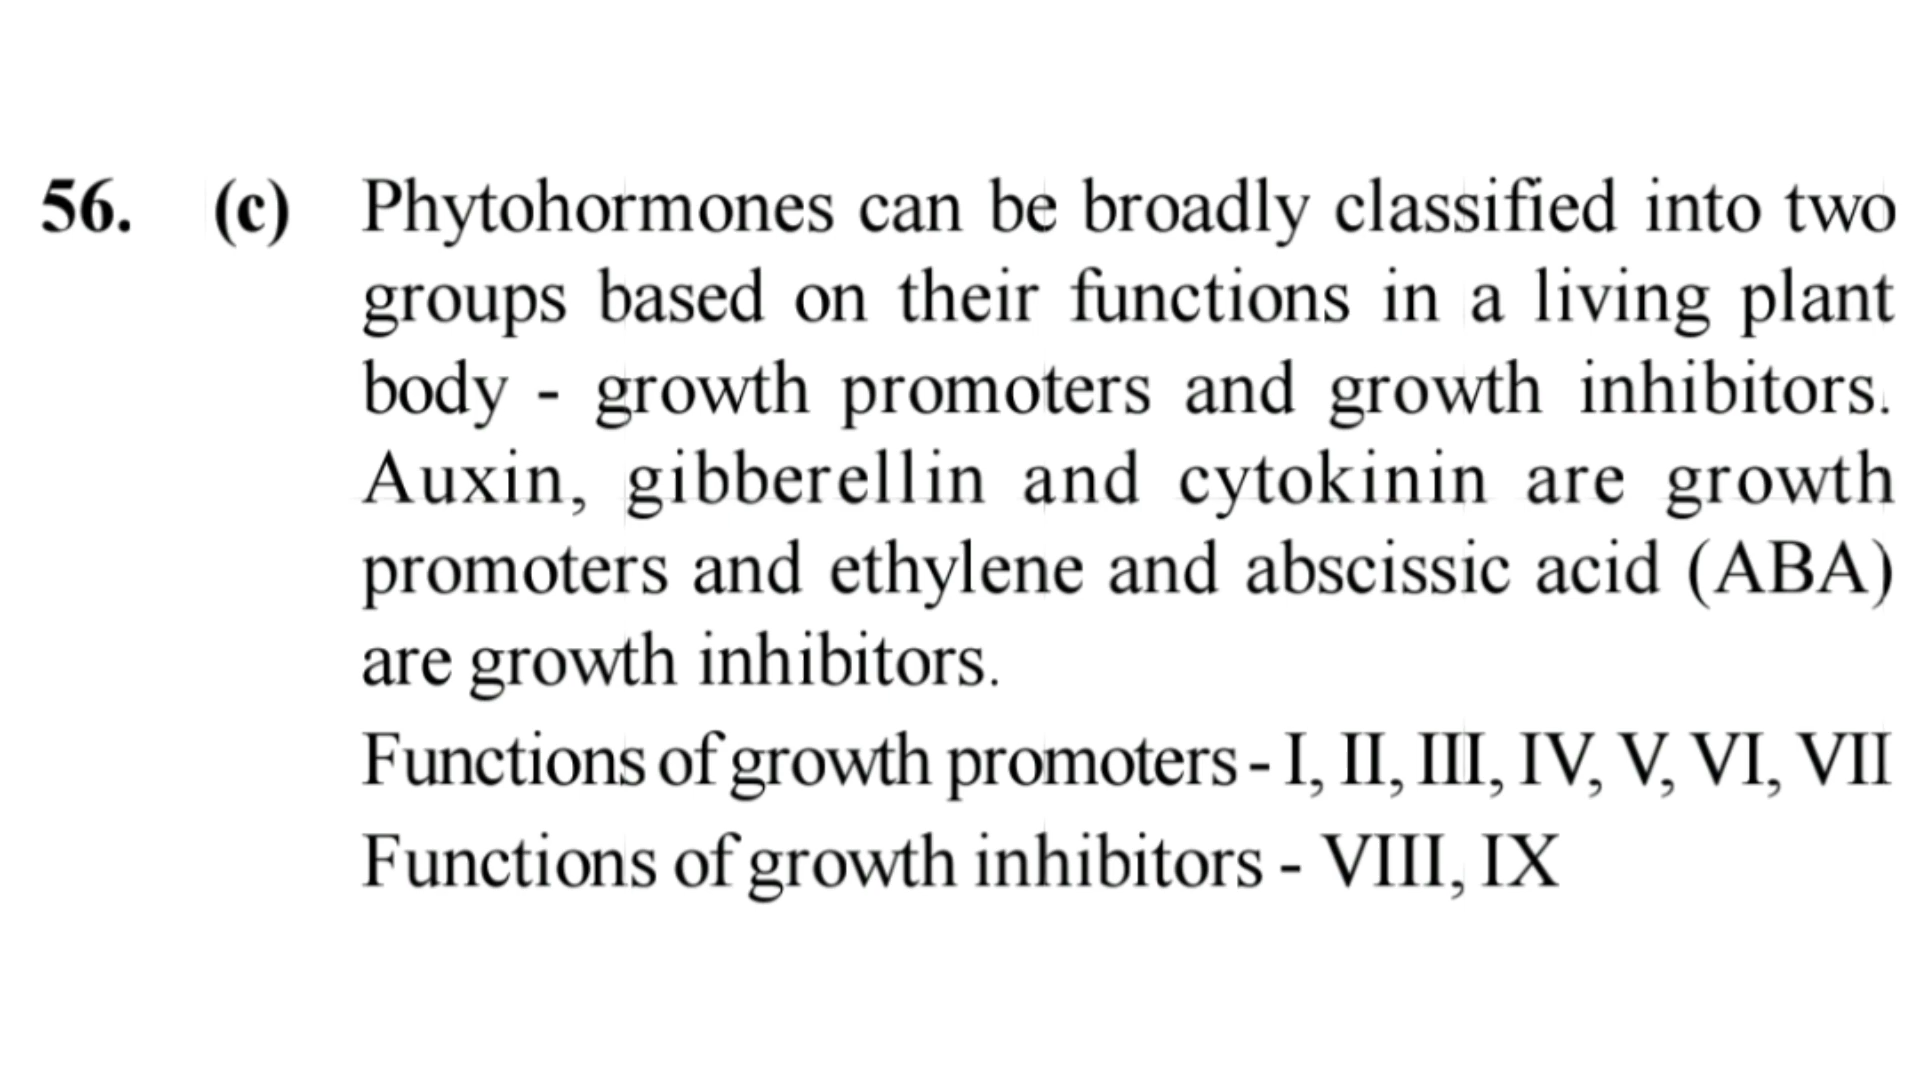 56. (c) Phytohormones can be broadly classified into two
groups based on their functions in a living plant
body - growth promoters and growth inhibitors.
Auxin, gibberellin and cytokinin are growth
promoters and ethylene and abscissic acid (ABA)
are growth inhibitors.
Functions of growth promoters - I, II, III, IV, V, VI, VII
Functions of growth inhibitors - VIII, IX